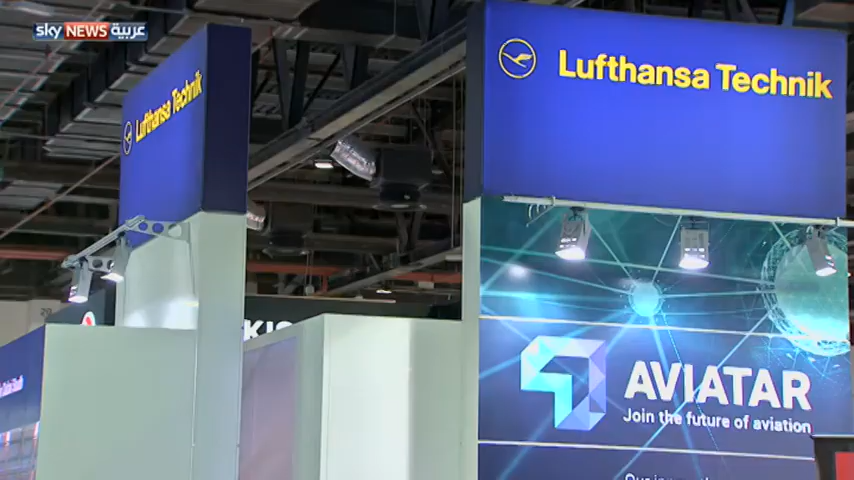 sky NEWS عربية
Lufthansa Technik
Lufthansa Technik
AVIATAR
Join the future of aviation